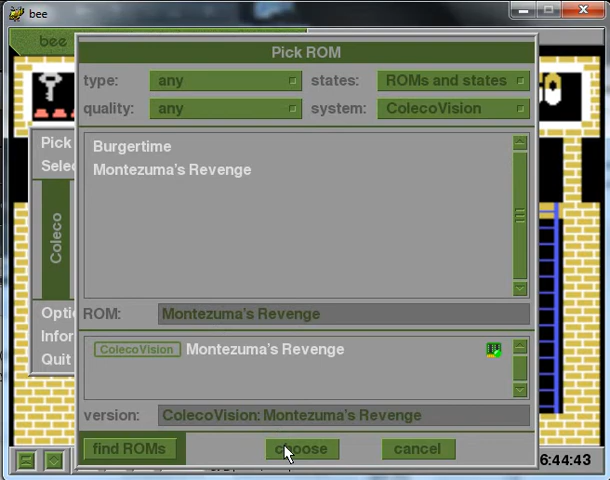 bee
bee
Pick ROM
type: any states: ROMs and states
quality: any system: ColecoVision
Burgertime
Pick
Montezuma's Revenge
Selec
Coleco
ROM: Montezuma's Revenge
Optio
Infor
ColecoVision Montezuma's Revenge
Quit
version: ColecoVision: Montezuma's Revenge
find ROMs choose cancel
6:44:43